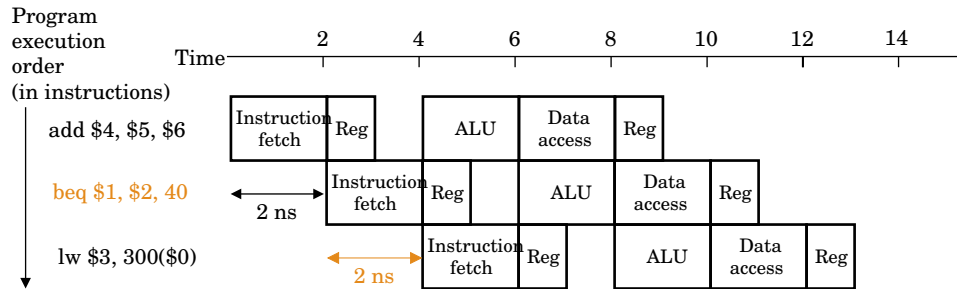 Program
execution
order
(in instructions)
Time
2 4 6 8 10 12 14
add $4, $5, $6
Instruction
fetch
Reg
ALU
Data
access
Reg
beq $1, $2, 40
2 ns
Instruction
fetch
Reg
ALU
Data
access
Reg
lw $3, 300($0)
2 ns
Instruction
fetch
Reg
ALU
Data
access
Reg